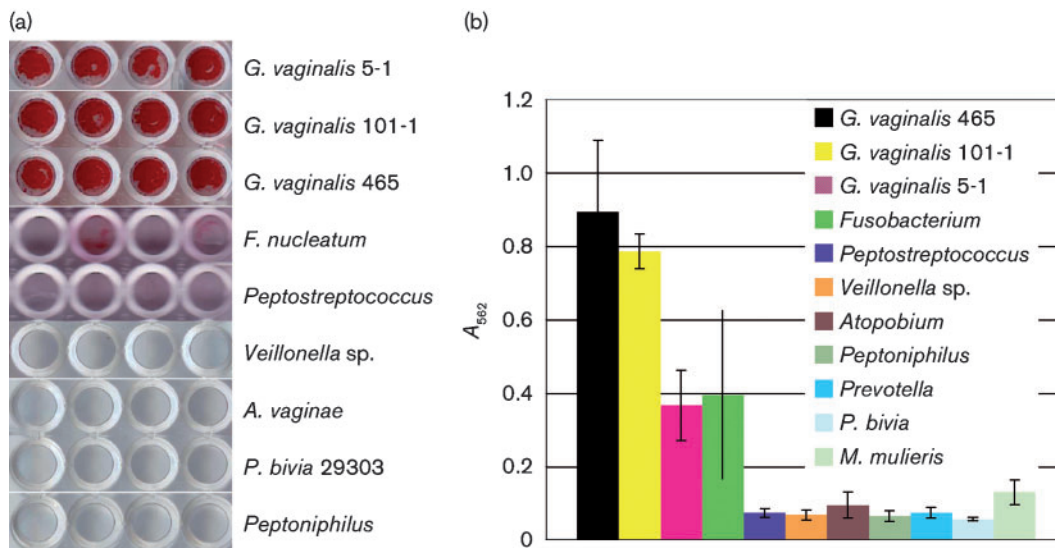 (a)
G. vaginalis 5-1
G. vaginalis 101-1
G. vaginalis 465
F. nucleatum
Peptostreptococcus
Veillonella sp.
A. vaginae
P. bivia 29303
Peptoniphilus
(b)
1.2
1.0
0.8
0.6
0.4
0.2
0
A562
G. vaginalis 465
G. vaginalis 101-1
G. vaginalis 5-1
Fusobacterium
Peptostreptococcus
Veillonella sp.
Atopobium
Peptoniphilus
Prevotella
P. bivia
M. mulieris